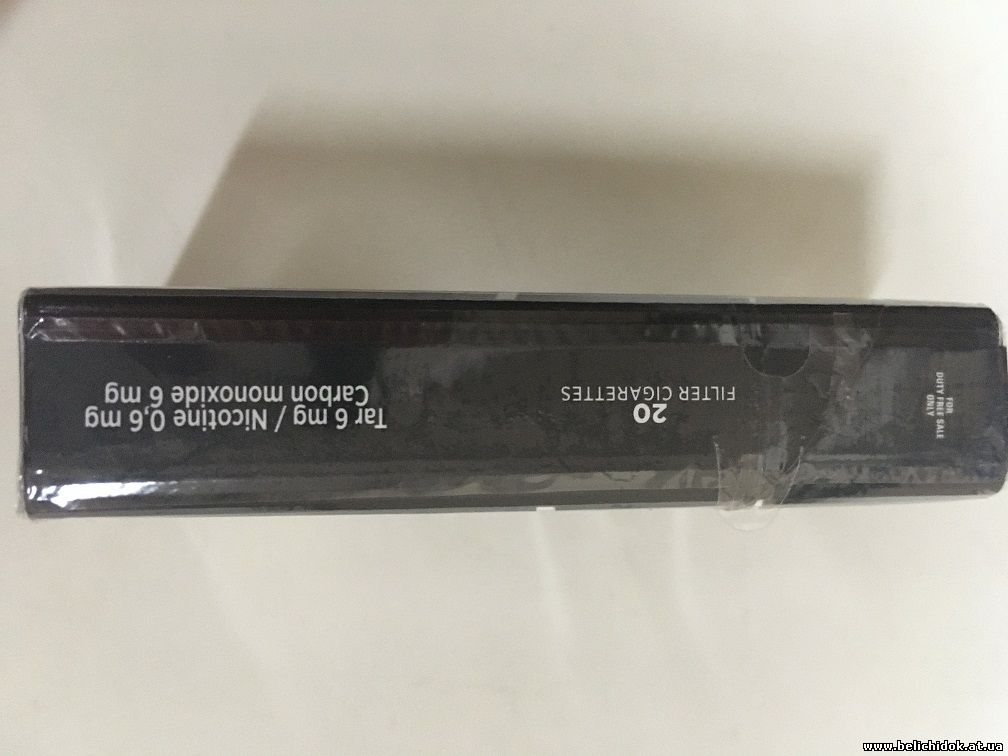 Tar 6 mg / Nicotine 0,6 mg
Carbon monoxide 6 mg
20
FILTER CIGARETTES
FOR
DUTY FREE SALE
ONLY
www.belichidok.at.ua